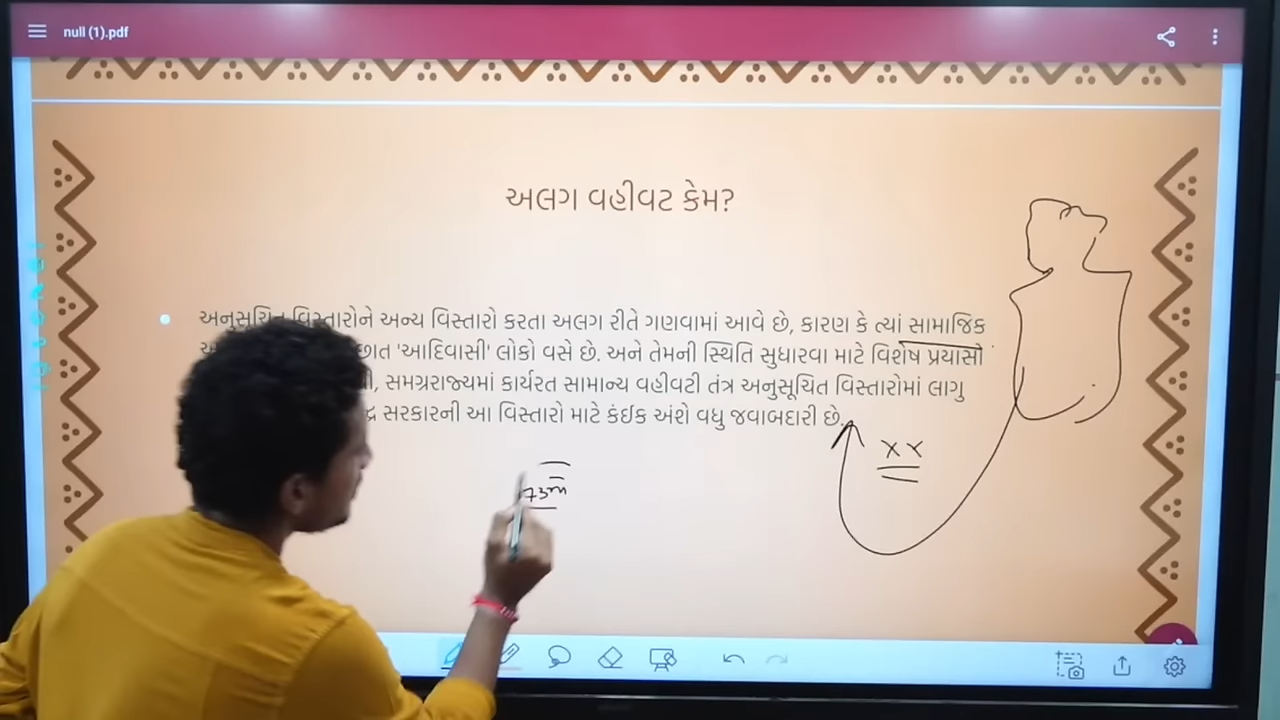 null (1).pdf
અલગ વહીવટ કેમ?
અનુસૂચિત વિસ્તારોને અન્ય વિસ્તારો કરતા અલગ રીતે ગણવામાં આવે છે, કારણ કે ત્યાં સામાજિક
'આદિવાસી' લોકો વસે છે. અને તેમની સ્થિતિ સુધારવા માટે વિશેષ પ્રયાસો
સમગ્રરાજ્યમાં કાર્યરત સામાન્ય વહીવટી તંત્ર અનુસૂચિત વિસ્તારોમાં લાગુ
સરકારની આ વિસ્તારો માટે કંઈક અંશે વધુ જવાબદારી છે.
X X
73m